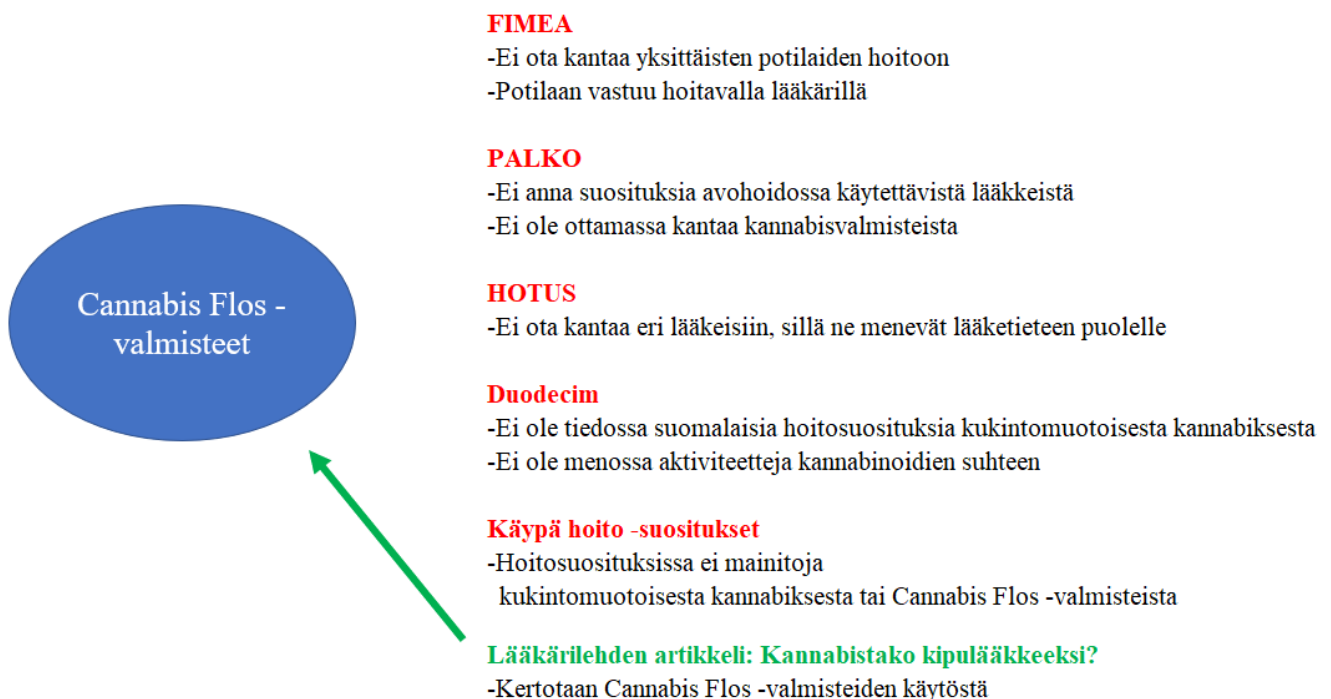 FIMEA
-Ei ota kantaa yksittäisten potilaiden hoitoon
-Potilaan vastuu hoitavalla lääkärillä
PALKO
-Ei anna suosituksia avohoidossa käytettävistä lääkkeistä
-Ei ole ottamassa kantaa kannabisvalmisteista
Cannabis Flos -
valmisteet
HOTUS
-Ei ota kantaa eri lääkeisiin, sillä ne menevät lääketieteen puolelle
Duodecim
-Ei ole tiedossa suomalaisia hoitosuosituksia kukintomuotoisesta kannabiksesta
-Ei ole menossa aktiviteetteja kannabinoidien suhteen
Käypä hoito -suositukset
-Hoitosuosituksissa ei mainitoja
kukintomuotoisesta kannabiksesta tai Cannabis Flos -valmisteista
Lääkärilehden artikkeli: Kannabistako kipulääkkeeksi?
-Kertotaan Cannabis Flos -valmisteiden käytöstä